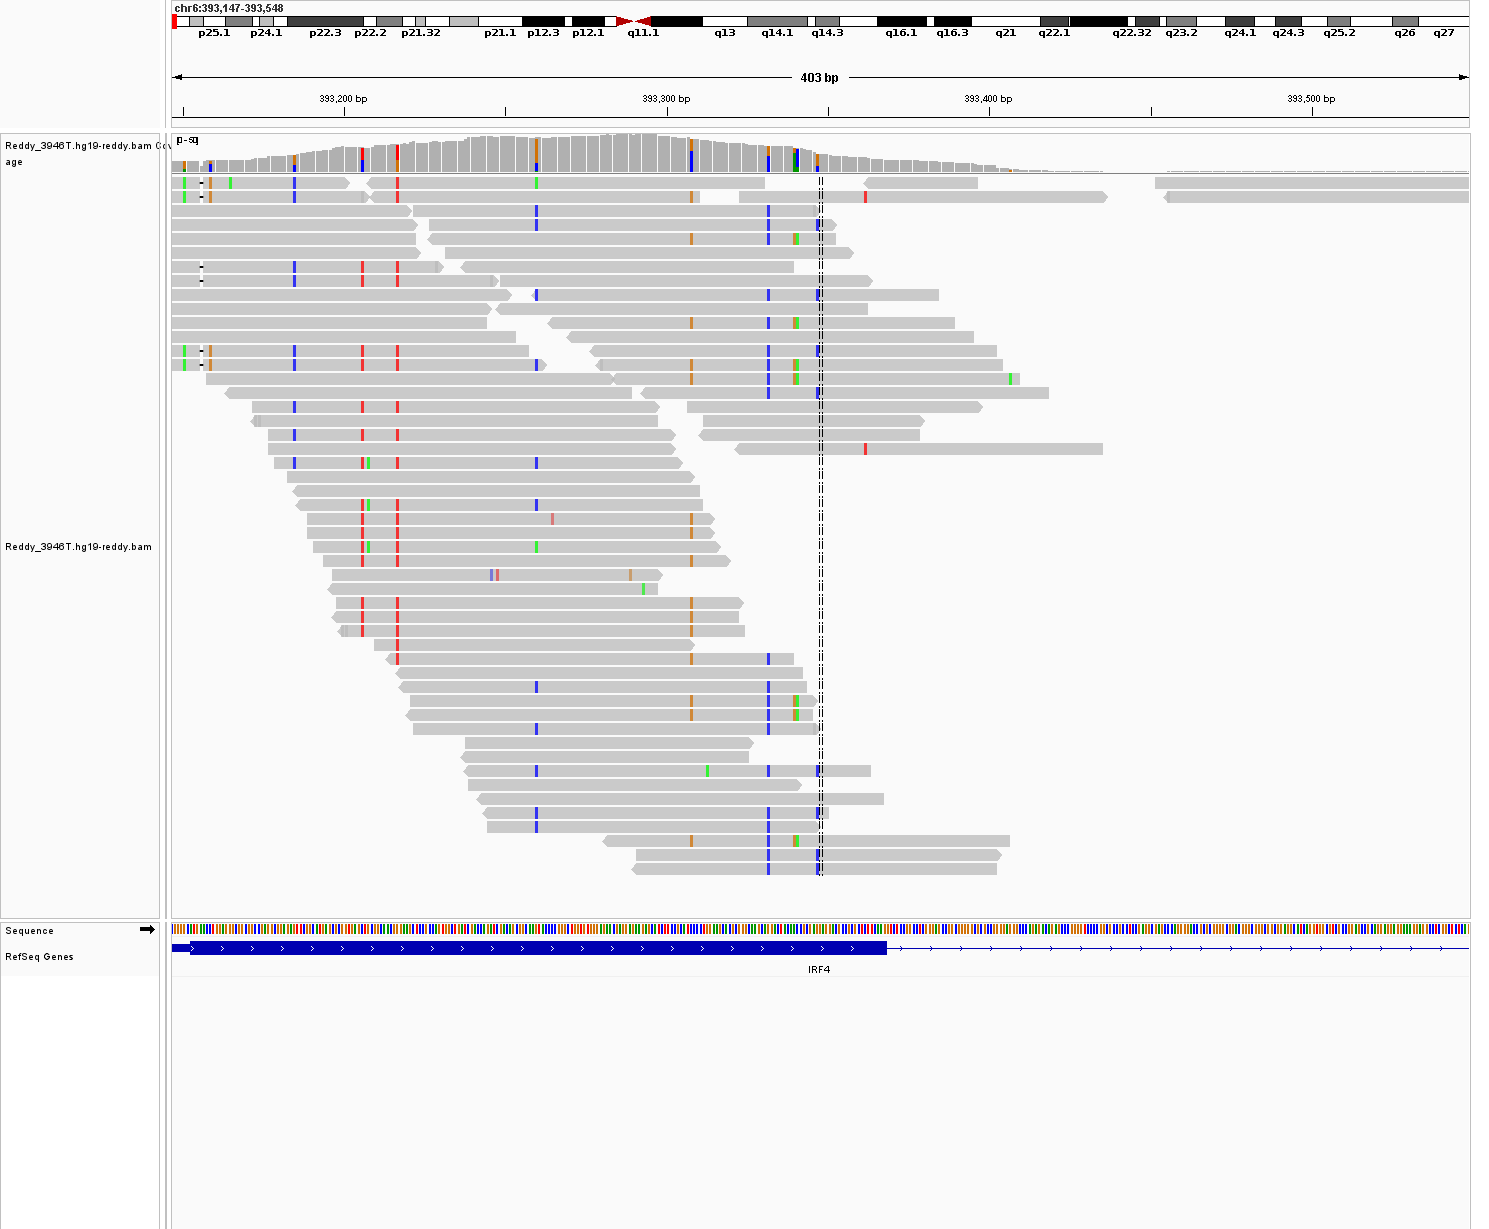 chr6:393,147-393,548
p25.1 p24.1 p22.3 p22.2 p21.32 p21.1 p12.3 p12.1 q11.1 q13 q14.1 q14.3 q16.1 q16.3 q21 q22.1 q22.32 q23.2 q24.1 q24.3 q25.2 q26 q27
403 bp
393,200 bp 393,300 bp 393,400 bp 393,500 bp
Reddy_3946T.hg19-reddy.bam Cov
age
Reddy_3946T.hg19-reddy.bam
Sequence
RefSeq Genes
IRF4